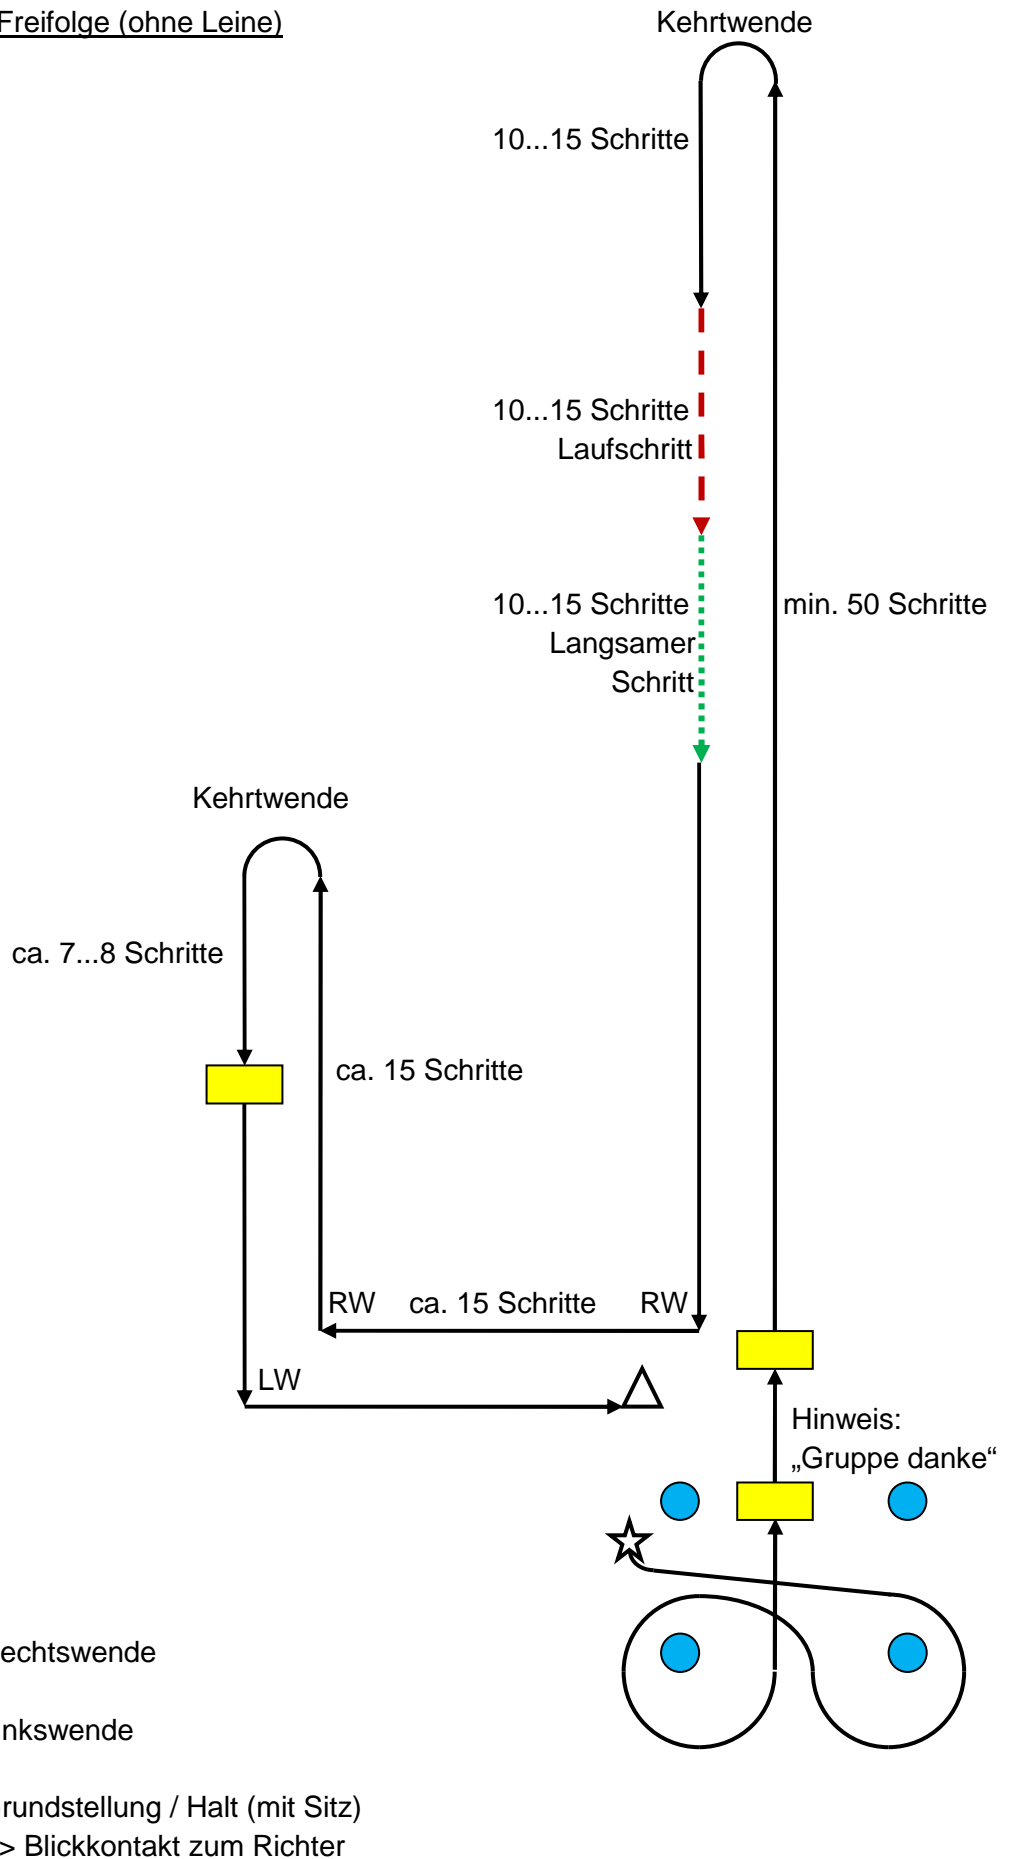 Freifolge (ohne Leine)
Kehrtwende
10...15 Schritte
10...15 Schritte
Laufschritt
10...15 Schritte
Langsamer
Schritt
min. 50 Schritte
Kehrtwende
ca. 7...8 Schritte
ca. 15 Schritte
RW
ca. 15 Schritte
RW
LW
Hinweis:
„Gruppe danke“
echtswende
nkswende
rundstellung / Halt (mit Sitz)
> Blickkontakt zum Richter